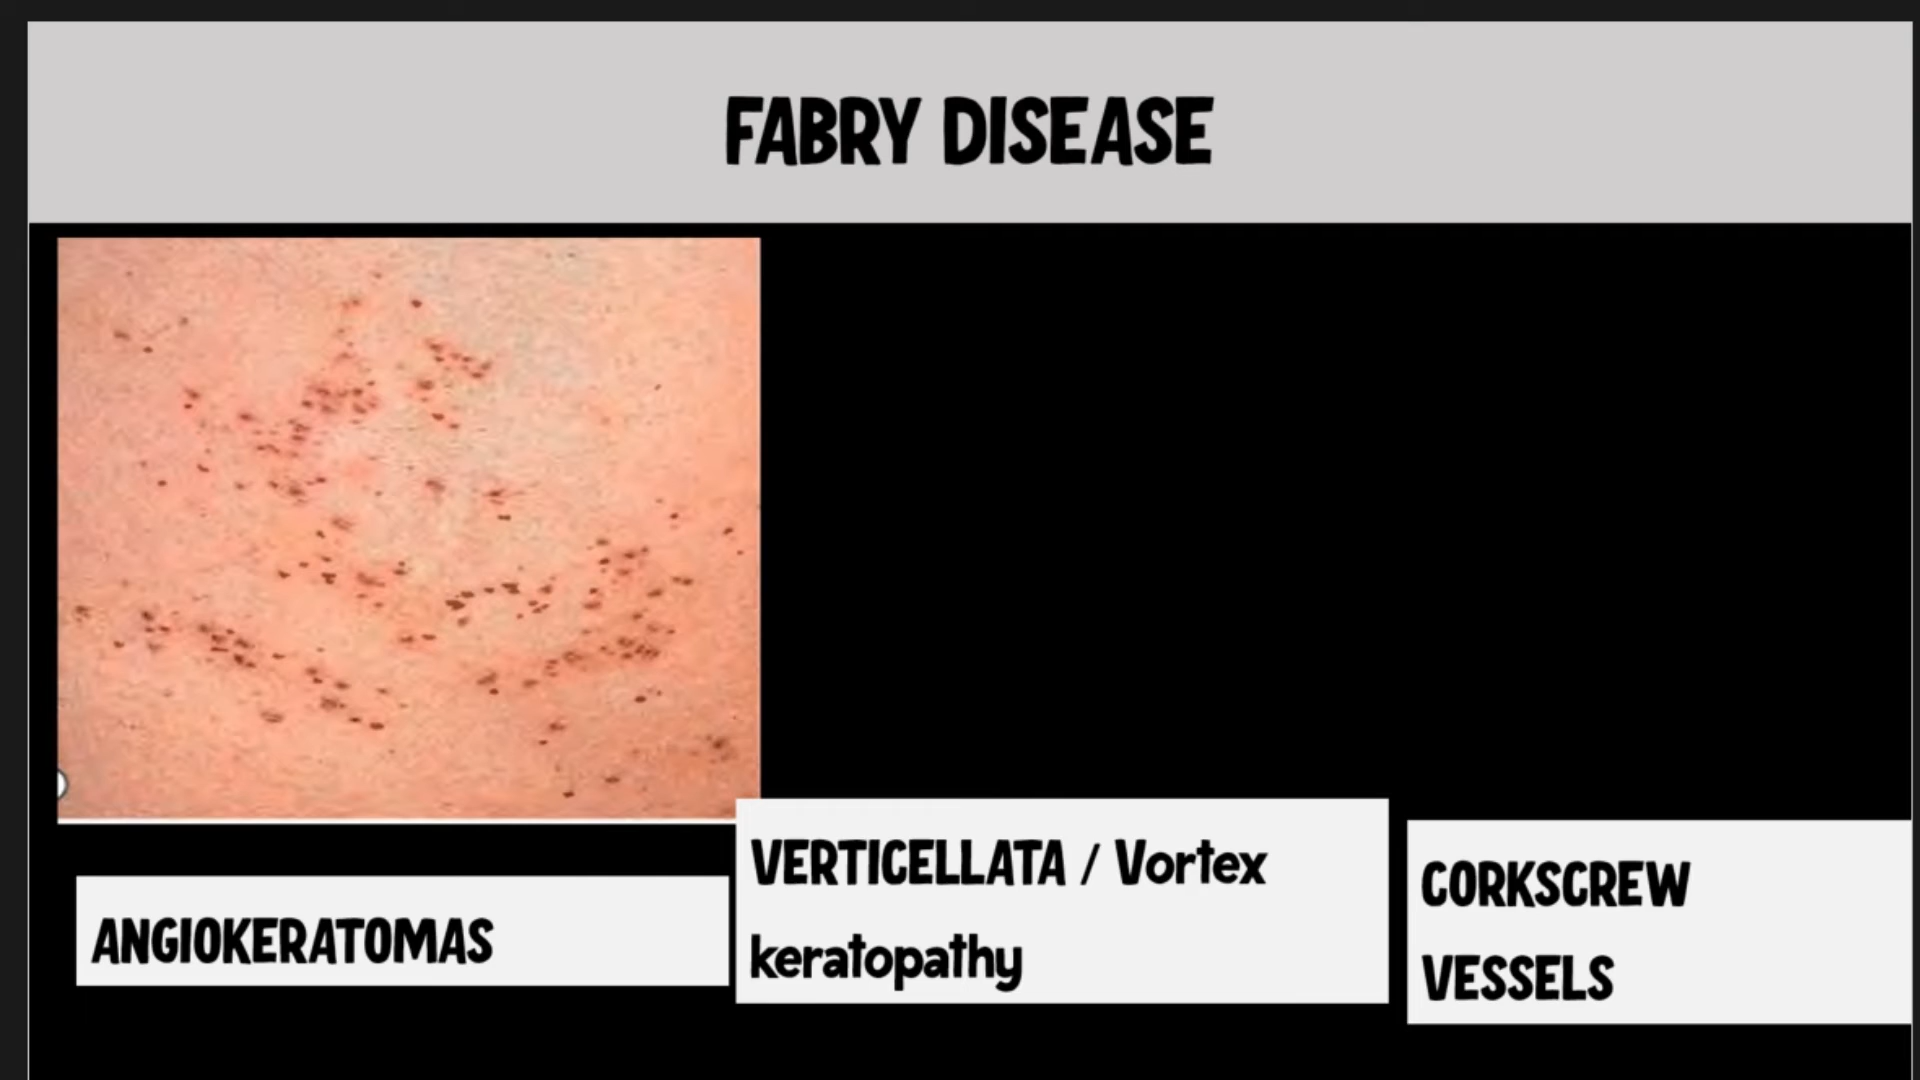 FABRY DISEASE
ANGIOKERATOMAS
VERTICELLATA / Vortex
keratopathy
CORKSCREW
VESSELS